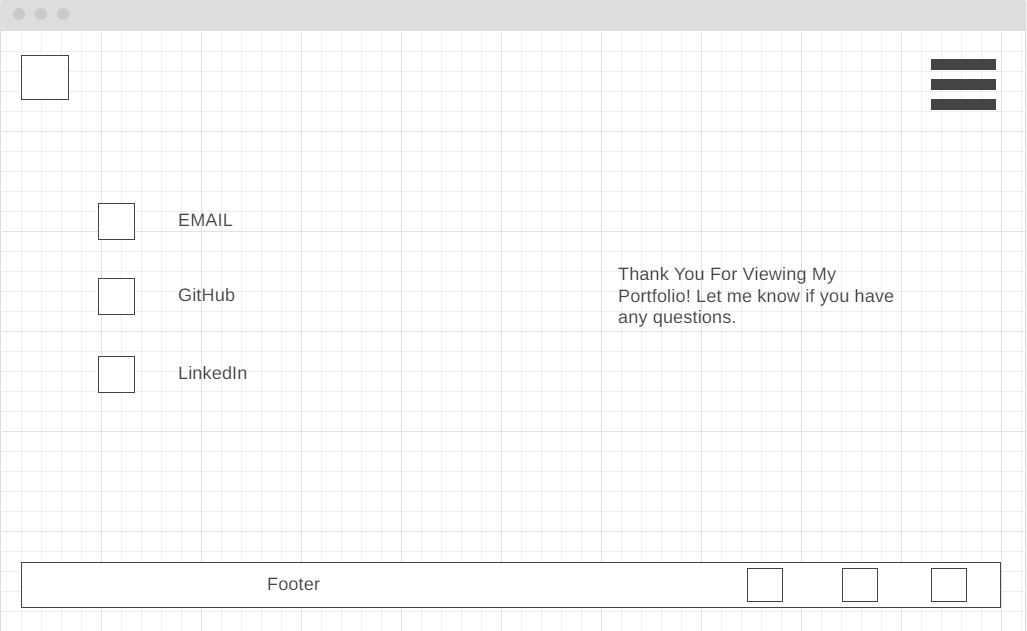 EMAIL
GitHub
LinkedIn
Thank You For Viewing My
Portfolio! Let me know if you have
any questions.
Footer